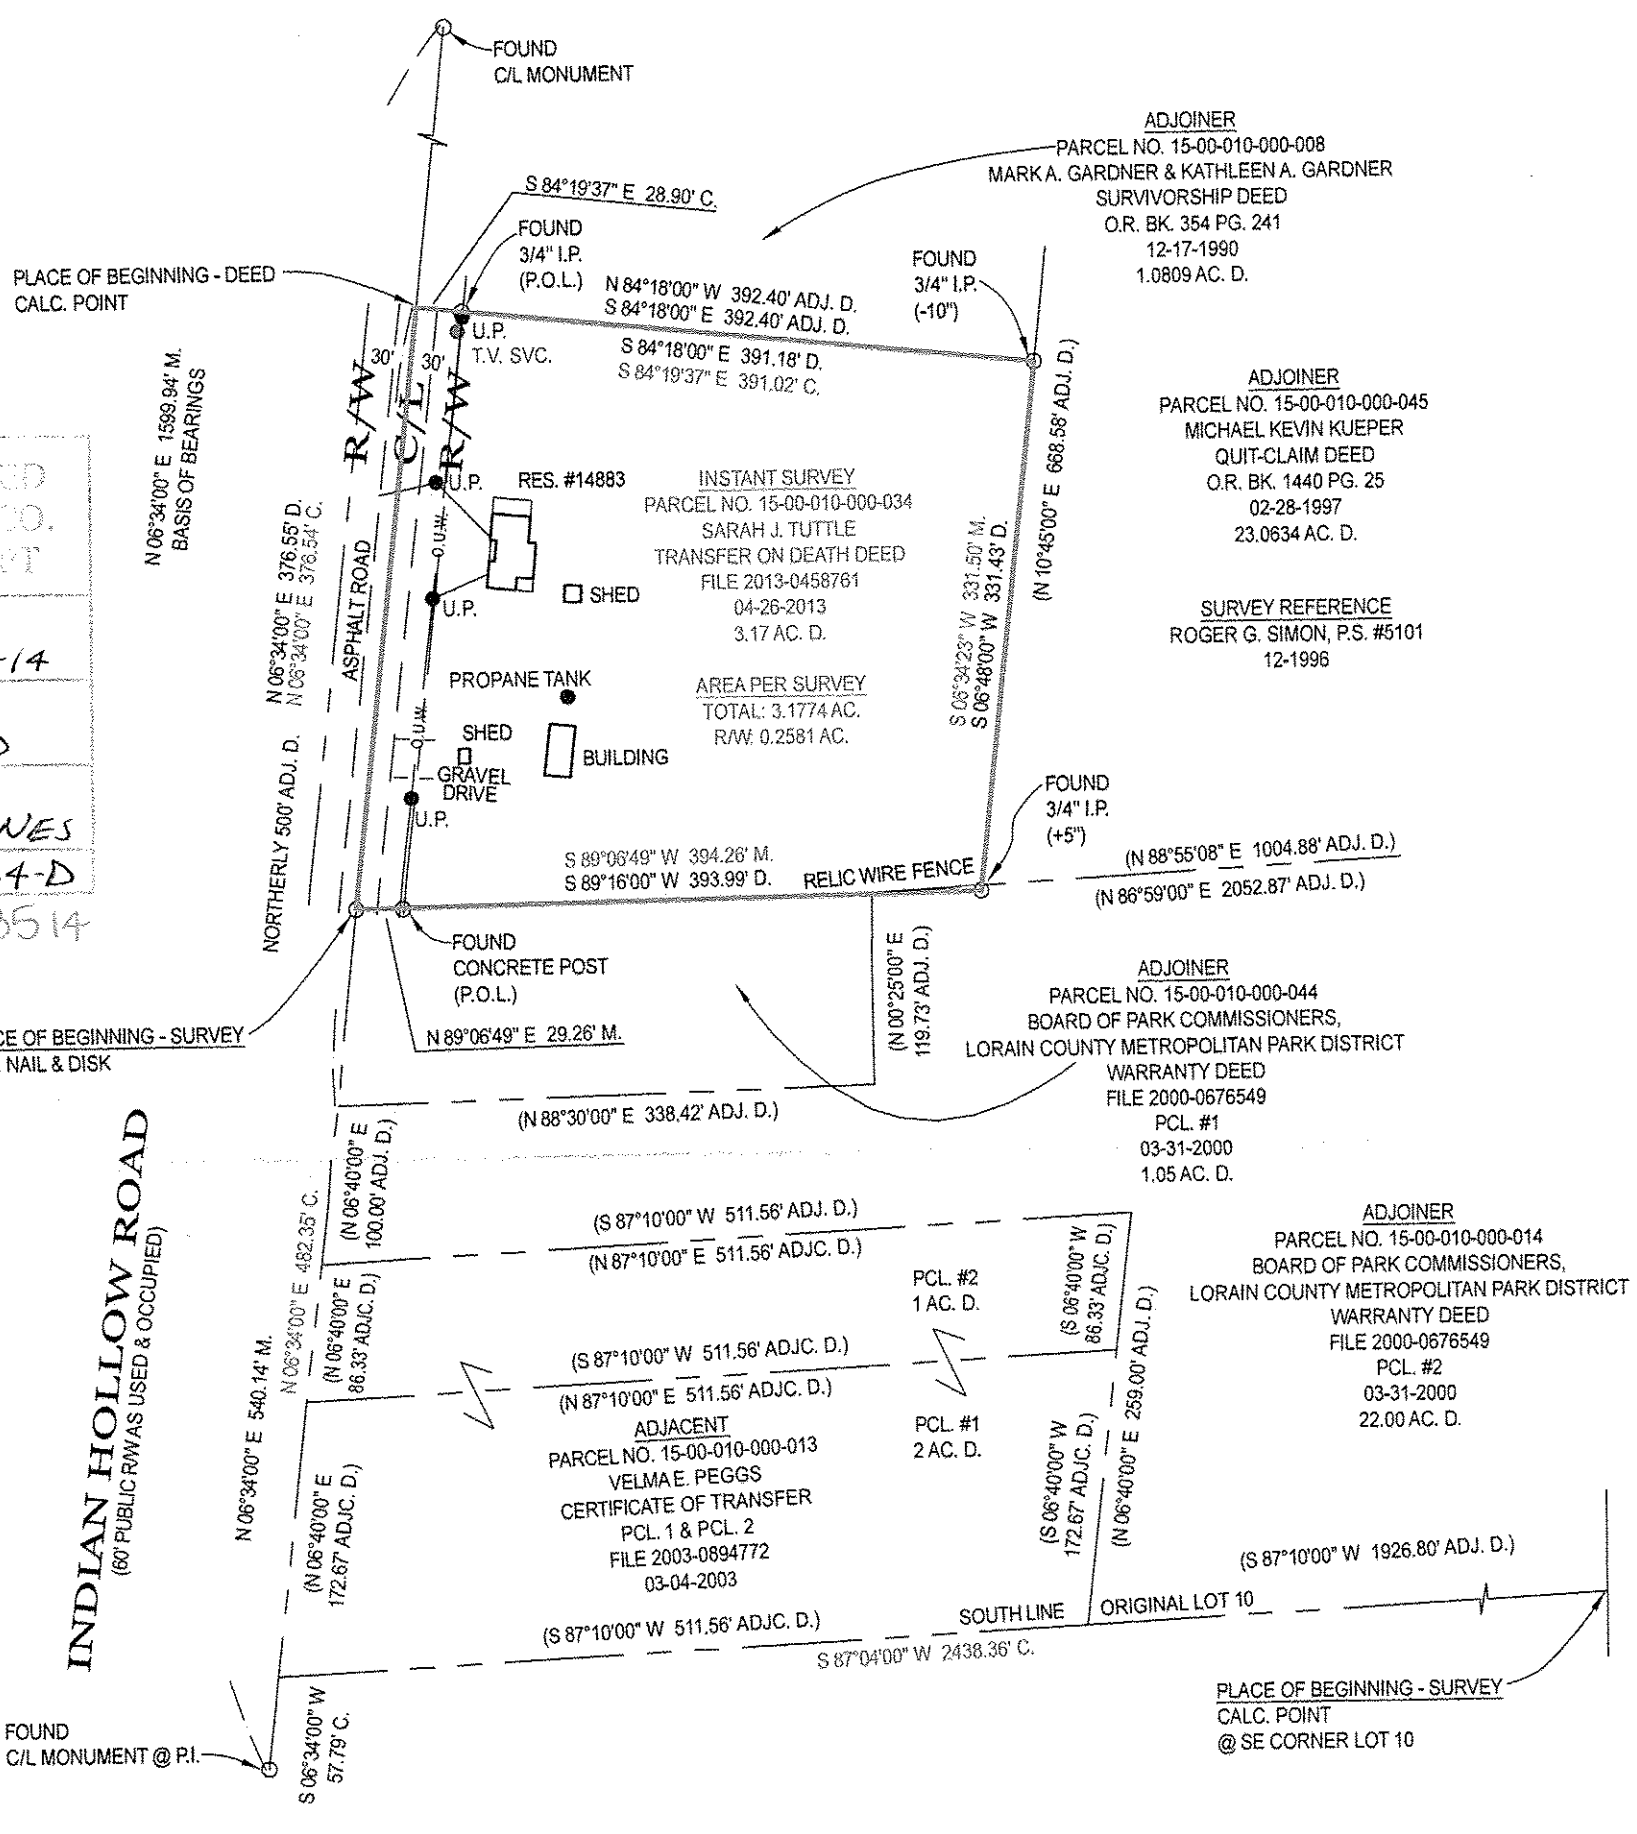 FOUND
C/L MONUMENT
ADJOINER
PARCEL NO. 15-00-010-000-008
MARK A. GARDNER & KATHLEEN A. GARDNER
SURVIVORSHIP DEED
O.R. BK. 354 PG. 241
12-17-1990
1.0809 AC. D.
S 84°19'37" E 28.90' C.
FOUND
3/4" I.P.
(P.O.L.)
PLACE OF BEGINNING - DEED
CALC. POINT
N 84°18'00" W 392.40' ADJ. D.
S 84°18'00" E 392.40' ADJ. D.
S 84°18'00" E 391.18' D.
S 84°19'37" E 391.02' C.
FOUND
3/4" I.P.
(-10")
U.P.
T.V. SVC.
30'
30'
R/W
C/L
R/W
N 06°34'00" E 1599.94' M.
BASIS OF BEARINGS
(N 10°45'00" E 668.58' ADJ. D.)
ADJOINER
PARCEL NO. 15-00-010-000-045
MICHAEL KEVIN KUEPER
QUIT-CLAIM DEED
O.R. BK. 1440 PG. 25
02-28-1997
23.0634 AC. D.
SURVEY REFERENCE
ROGER G. SIMON, P.S. #5101
12-1996
U.P.
RES. #14883
INSTANT SURVEY
PARCEL NO. 15-00-010-000-034
SARAH J. TUTTLE
TRANSFER ON DEATH DEED
FILE 2013-0458761
04-26-2013
3.17 AC. D.
O.U.W.
SHED
U.P.
N 06°34'00" E 376.55' D.
N 06°34'00" E 376.54' C.
ASPHALT ROAD
S 06°34'23" W 331.50' M.
S 06°48'00" W 331.43' D.
PROPANE TANK
AREA PER SURVEY
TOTAL: 3.1774 AC.
R/W: 0.2581 AC.
O.U.W.
SHED
BUILDING
GRAVEL
DRIVE
U.P.
NORTHERLY 500' ADJ. D.
FOUND
3/4" I.P.
(+5")
S 89°06'49" W 394.26' M.
S 89°16'00" W 393.99' D.
RELIC WIRE FENCE
(N 88°55'08" E 1004.88' ADJ. D.)
(N 86°59'00" E 2052.87' ADJ. D.)
-14
NES
4-D
3514
FOUND
CONCRETE POST
(P.O.L.)
(N 00°25'00" E
119.73' ADJ. D.)
ADJOINER
PARCEL NO. 15-00-010-000-044
BOARD OF PARK COMMISSIONERS,
LORAIN COUNTY METROPOLITAN PARK DISTRICT
WARRANTY DEED
FILE 2000-0676549
PCL. #1
03-31-2000
1.05 AC. D.
CE OF BEGINNING - SURVEY
NAIL & DISK
N 89°06'49" E 29.26' M.
(N 88°30'00" E 338.42' ADJ. D.)
(N 06°40'00" E
100.00' ADJ. D.)
INDIAN HOLLOW ROAD
(60' PUBLIC R/W AS USED & OCCUPIED)
N 06°34'00" E 540.14' M.
N 06°34'00" E 482.35' C.
(S 87°10'00" W 511.56' ADJ. D.)
(N 87°10'00" E 511.56' ADJC. D.)
(N 06°40'00" E
86.33' ADJC. D.)
PCL. #2
1 AC. D.
(S 06°40'00" W
86.33' ADJC. D.)
ADJOINER
PARCEL NO. 15-00-010-000-014
BOARD OF PARK COMMISSIONERS,
LORAIN COUNTY METROPOLITAN PARK DISTRICT
WARRANTY DEED
FILE 2000-0676549
PCL. #2
03-31-2000
22.00 AC. D.
(S 87°10'00" W 511.56' ADJC. D.)
(N 87°10'00" E 511.56' ADJC. D.)
(N 06°40'00" E 259.00' ADJ. D.)
ADJACENT
PARCEL NO. 15-00-010-000-013
VELMA E. PEGGS
CERTIFICATE OF TRANSFER
PCL. 1 & PCL. 2
FILE 2003-0894772
03-04-2003
PCL. #1
2 AC. D.
(N 06°40'00" E
172.67' ADJC. D.)
(S 06°40'00" W
172.67' ADJC. D.)
(S 87°10'00" W 1926.80' ADJ. D.)
(S 87°10'00" W 511.56' ADJC. D.)
SOUTH LINE
ORIGINAL LOT 10
S 87°04'00" W 2438.36' C.
PLACE OF BEGINNING - SURVEY
CALC. POINT
@ SE CORNER LOT 10
FOUND
C/L MONUMENT @ P.I.
S 06°34'00" W
57.79' C.